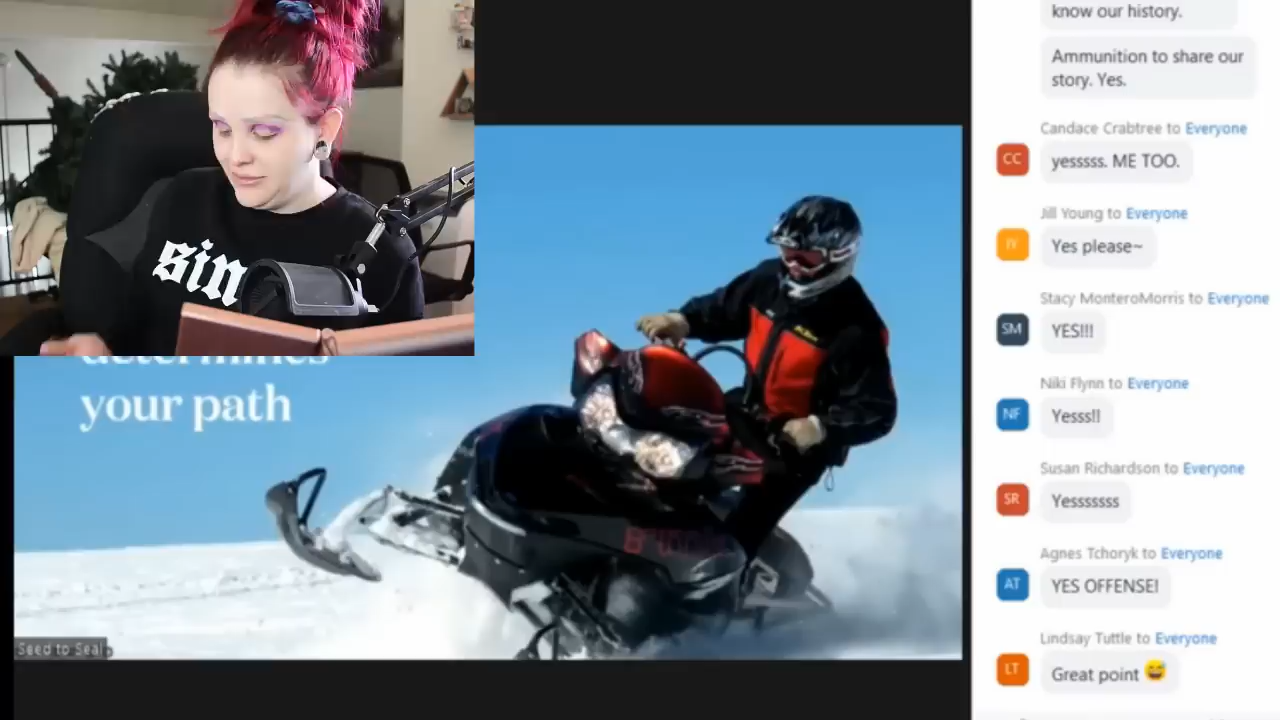 sin
determines
your path
Seed to Seal
know our history.
Ammunition to share our
story. Yes.
Candace Crabtree to Everyone
CC
yesssss. ME TOO.
Jill Young to Everyone
JY
Yes please~
Stacy MonteroMorris to Everyone
SM
YES!!!
Niki Flynn to Everyone
NF
Yesss!!
Susan Richardson to Everyone
SR
Yesssssss
Agnes Tchoryk to Everyone
AT
YES OFFENSE!
Lindsay Tuttle to Everyone
LT
Great point 😅